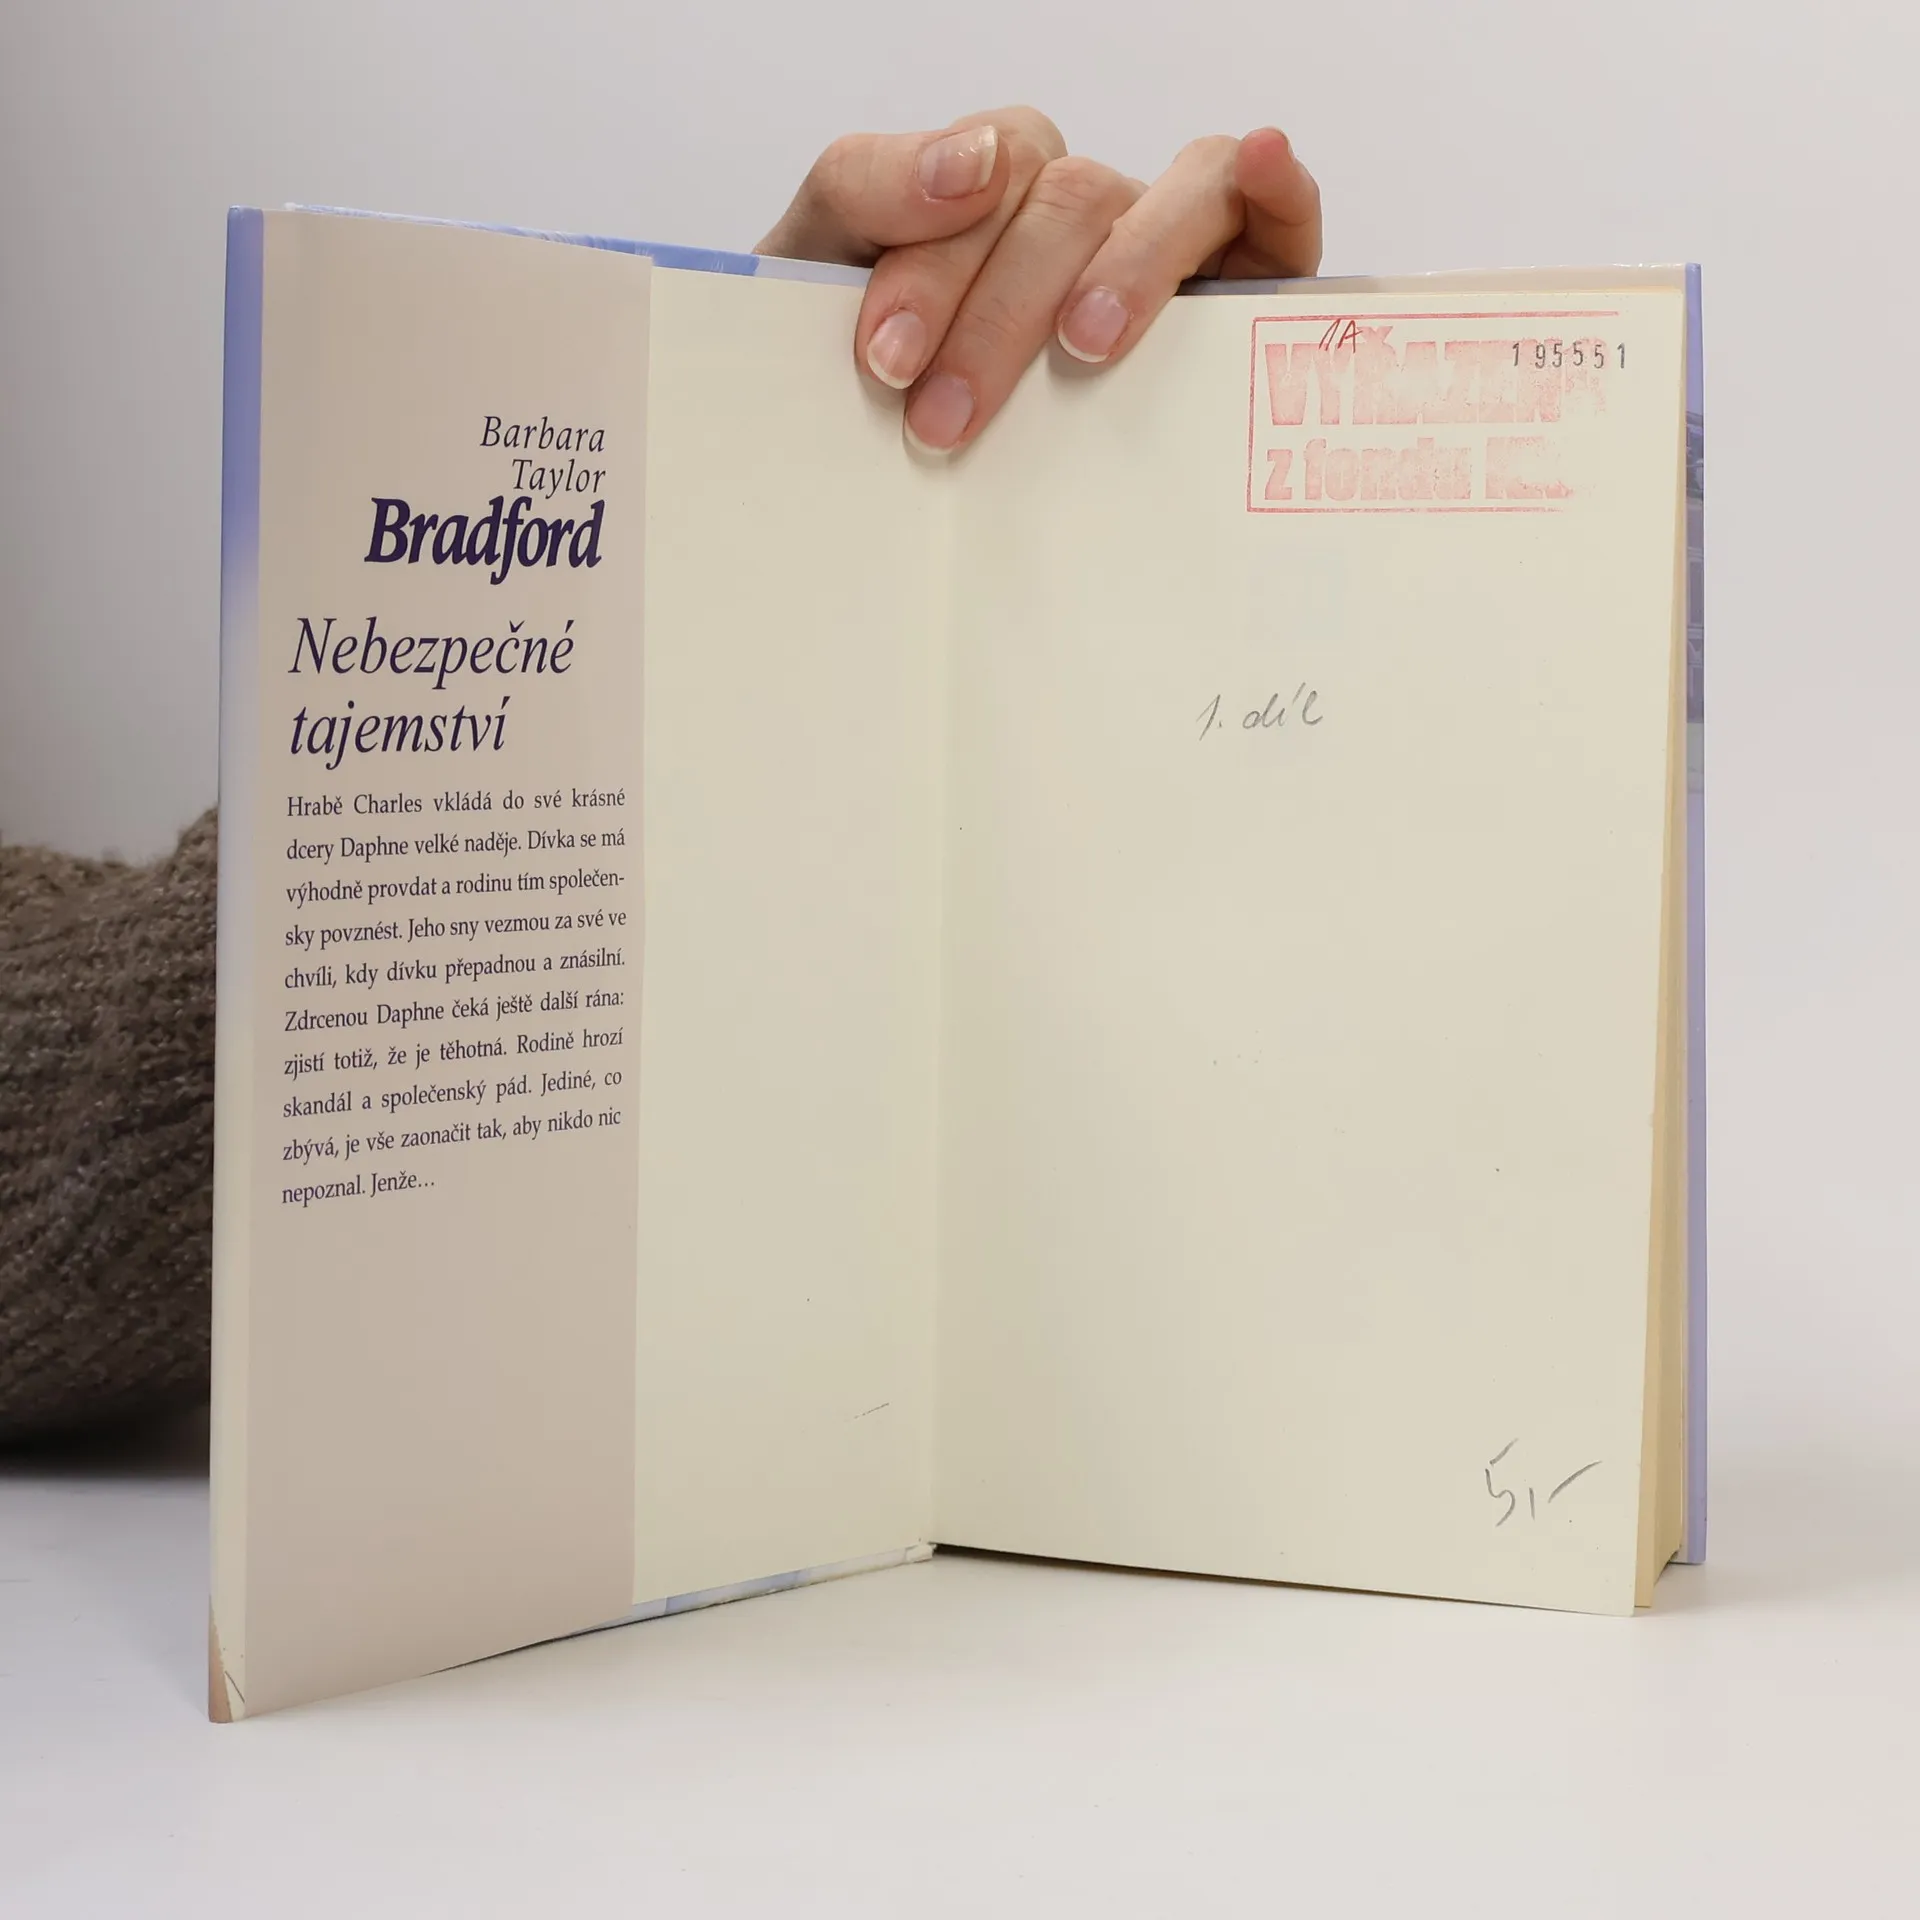 Barbara
Taylor
Bradford
Nebezpečné
tajemství
Hrabě Charles vkládá do své krásné
dcery Daphne velké naděje. Dívka se má
výhodně provdat a rodinu tím společen-
sky povznést. Jeho sny vezmou za své ve
chvíli, kdy dívku přepadnou a znásilní.
Zdrcenou Daphne čeká ještě další rána:
zjistí totiž, že je těhotná. Rodině hrozí
skandál a společenský pád. Jediné, co
zbývá, je vše zaonačit tak, aby nikdo nic
nepoznal. Jenže...
1A
195551
VYŘAZENO
z fondu
1. díl
5,-